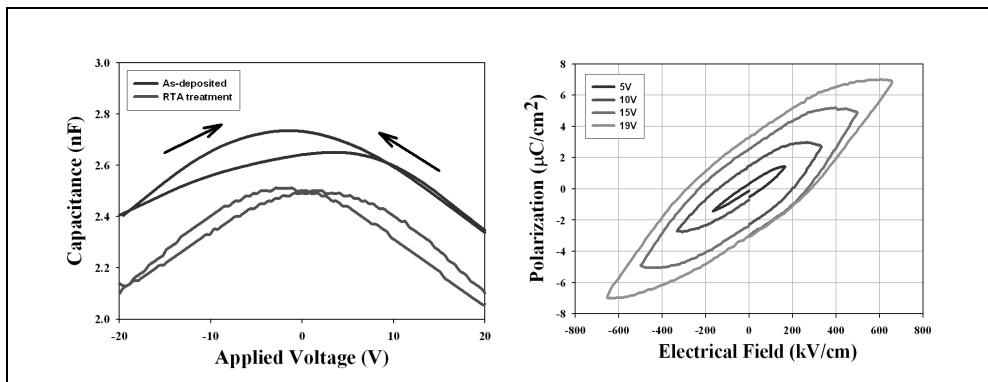 As-deposited
RTA treatment
3.0
2.8
2.6
2.4
2.2
2.0
-20
-10
0
10
20
Capacitance (nF)
Applied Voltage (V)
5V
10V
15V
19V
8
6
4
2
0
-2
-4
-6
-8
-800
-600
-400
-200
0
200
400
600
800
Polarization (μC/cm²)
Electrical Field (kV/cm)